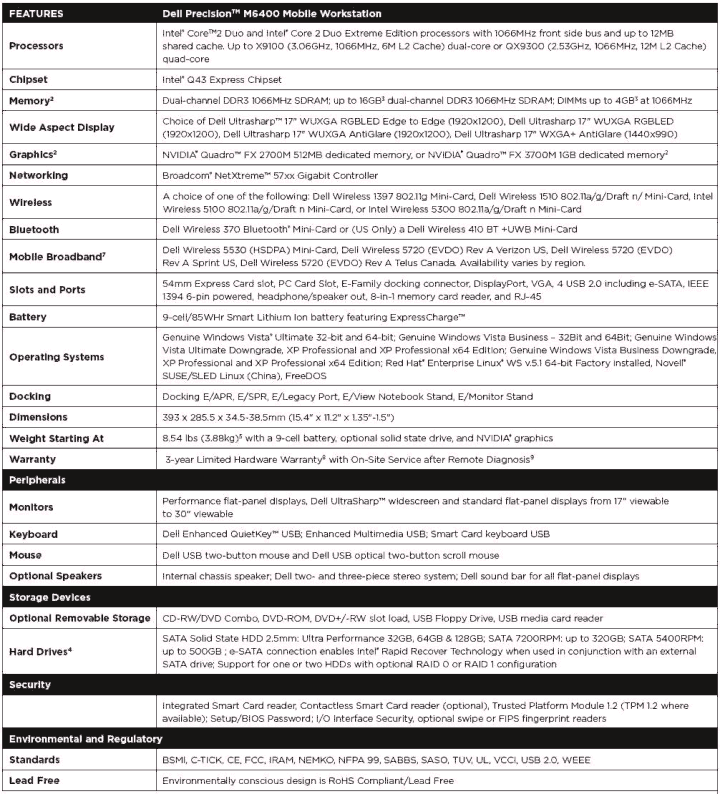 FEATURES Dell Precision™ M6400 Mobile Workstation
Processors
Intel® Core™2 Duo and Intel® Core 2 Duo Extreme Edition processors with 1066MHz front side bus and up to 12MB
shared cache. Up to X9100 (3.06GHz, 1066MHz, 6M L2 Cache) dual-core or QX9300 (2.53GHz, 1066MHz, 12M L2 Cache)
quad-core
Chipset Intel® Q43 Express Chipset
Memory² Dual-channel DDR3 1066MHz SDRAM; up to 16GB³ dual-channel DDR3 1066MHz SDRAM; DIMMs up to 4GB³ at 1066MHz
Wide Aspect Display
Choice of Dell Ultrasharp™ 17" WUXGA RGBLED Edge to Edge (1920x1200), Dell Ultrasharp 17" WUXGA RGBLED
(1920x1200), Dell Ultrasharp 17" WUXGA AntiGlare (1920x1200), Dell Ultrasharp 17" WXGA+ AntiGlare (1440x990)
Graphics² NVIDIA® Quadro™ FX 2700M 512MB dedicated memory, or NVIDIA® Quadro™ FX 3700M 1GB dedicated memory²
Networking Broadcom® NetXtreme™ 57xx Gigabit Controller
Wireless
A choice of one of the following: Dell Wireless 1397 802.11g Mini-Card, Dell Wireless 1510 802.11a/g/Draft n/ Mini-Card, Intel
Wireless 5100 802.11a/g/Draft n Mini-Card, or Intel Wireless 5300 802.11a/g/Draft n Mini-Card
Bluetooth Dell Wireless 370 Bluetooth® Mini-Card or (US Only) a Dell Wireless 410 BT +UWB Mini-Card
Mobile Broadband⁷
Dell Wireless 5530 (HSDPA) Mini-Card, Dell Wireless 5720 (EVDO) Rev A Verizon US, Dell Wireless 5720 (EVDO)
Rev A Sprint US, Dell Wireless 5720 (EVDO) Rev A Telus Canada. Availability varies by region.
Slots and Ports
54mm Express Card slot, PC Card Slot, E-Family docking connector, DisplayPort, VGA, 4 USB 2.0 including e-SATA, IEEE
1394 6-pin powered, headphone/speaker out, 8-in-1 memory card reader, and RJ-45
Battery 9-cell/85WHr Smart Lithium Ion battery featuring ExpressCharge™
Operating Systems
Genuine Windows Vista® Ultimate 32-bit and 64-bit; Genuine Windows Vista Business – 32Bit and 64Bit; Genuine Windows
Vista Ultimate Downgrade, XP Professional and XP Professional x64 Edition; Genuine Windows Vista Business Downgrade,
XP Professional and XP Professional x64 Edition; Red Hat® Enterprise Linux® WS v.5.1 64-bit Factory Installed, Novell®
SUSE/SLED Linux (China), FreeDOS
Docking Docking E/APR, E/SPR, E/Legacy Port, E/View Notebook Stand, E/Monitor Stand
Dimensions 393 x 285.5 x 34.5-38.5mm (15.4" x 11.2" x 1.35"-1.5")
Weight Starting At 8.54 lbs (3.88kg)⁵ with a 9-cell battery, optional solid state drive, and NVIDIA® graphics
Warranty 3-year Limited Hardware Warranty⁸ with On-Site Service after Remote Diagnosis⁹
Peripherals
Monitors
Performance flat-panel displays, Dell UltraSharp™ widescreen and standard flat-panel displays from 17" viewable
to 30" viewable
Keyboard Dell Enhanced QuietKey™ USB; Enhanced Multimedia USB; Smart Card keyboard USB
Mouse Dell USB two-button mouse and Dell USB optical two-button scroll mouse
Optional Speakers Internal chassis speaker; Dell two- and three-piece stereo system; Dell sound bar for all flat-panel displays
Storage Devices
Optional Removable Storage CD-RW/DVD Combo, DVD-ROM, DVD+/-RW slot load, USB Floppy Drive, USB media card reader
Hard Drives⁴
SATA Solid State HDD 2.5mm: Ultra Performance 32GB, 64GB & 128GB; SATA 7200RPM: up to 320GB; SATA 5400RPM:
up to 500GB ; e-SATA connection enables Intel® Rapid Recover Technology when used in conjunction with an external
SATA drive; Support for one or two HDDs with optional RAID 0 or RAID 1 configuration
Security
Integrated Smart Card reader, Contactless Smart Card reader (optional), Trusted Platform Module 1.2 (TPM 1.2 where
available); Setup/BIOS Password; I/O Interface Security, optional swipe or FIPS fingerprint readers
Environmental and Regulatory
Standards BSMI, C-TICK, CE, FCC, IRAM, NEMKO, NFPA 99, SABBS, SASO, TUV, UL, VCCI, USB 2.0, WEEE
Lead Free Environmentally conscious design is RoHS Compliant/Lead Free